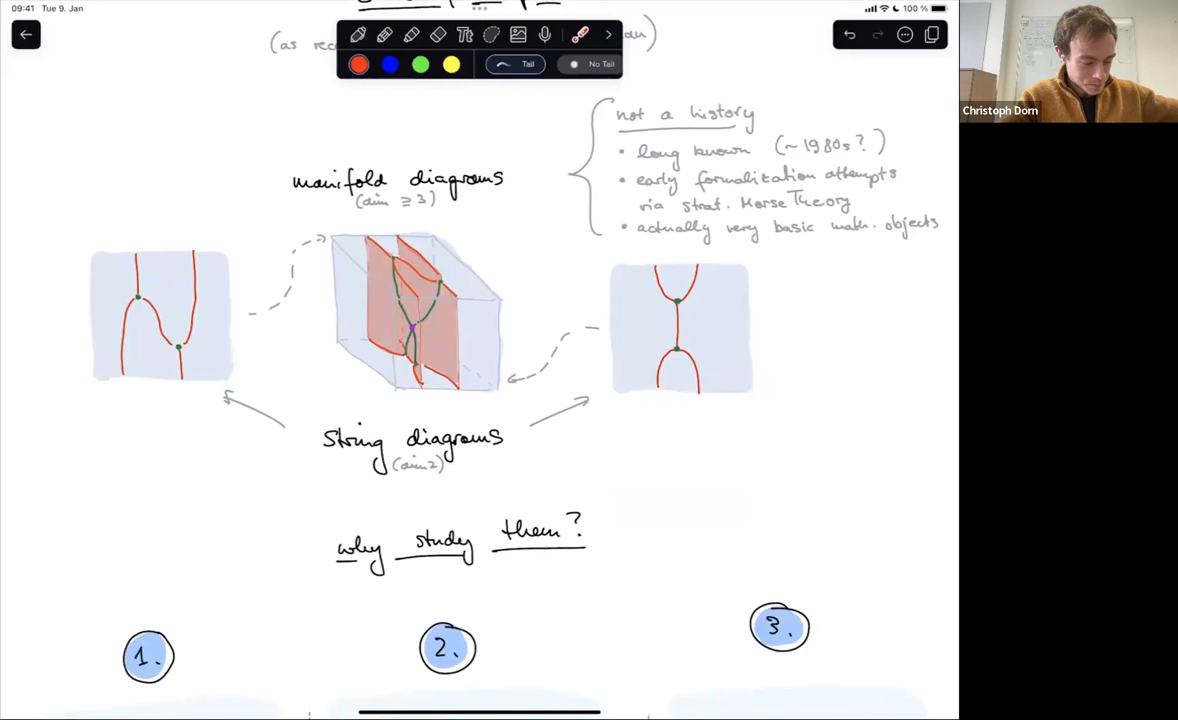 09:41 Tue 9. Jan
100 %
(as
Tt
Tail
No Tail
not a history
• long known (~1980s?)
• early formalization attempts
via strat. Morse Theory
• actually very basic math. objects
manifold diagrams
(dim ≥ 3)
String diagrams
(dim 2)
why study them?
1.
2.
3.
Christoph Dorn